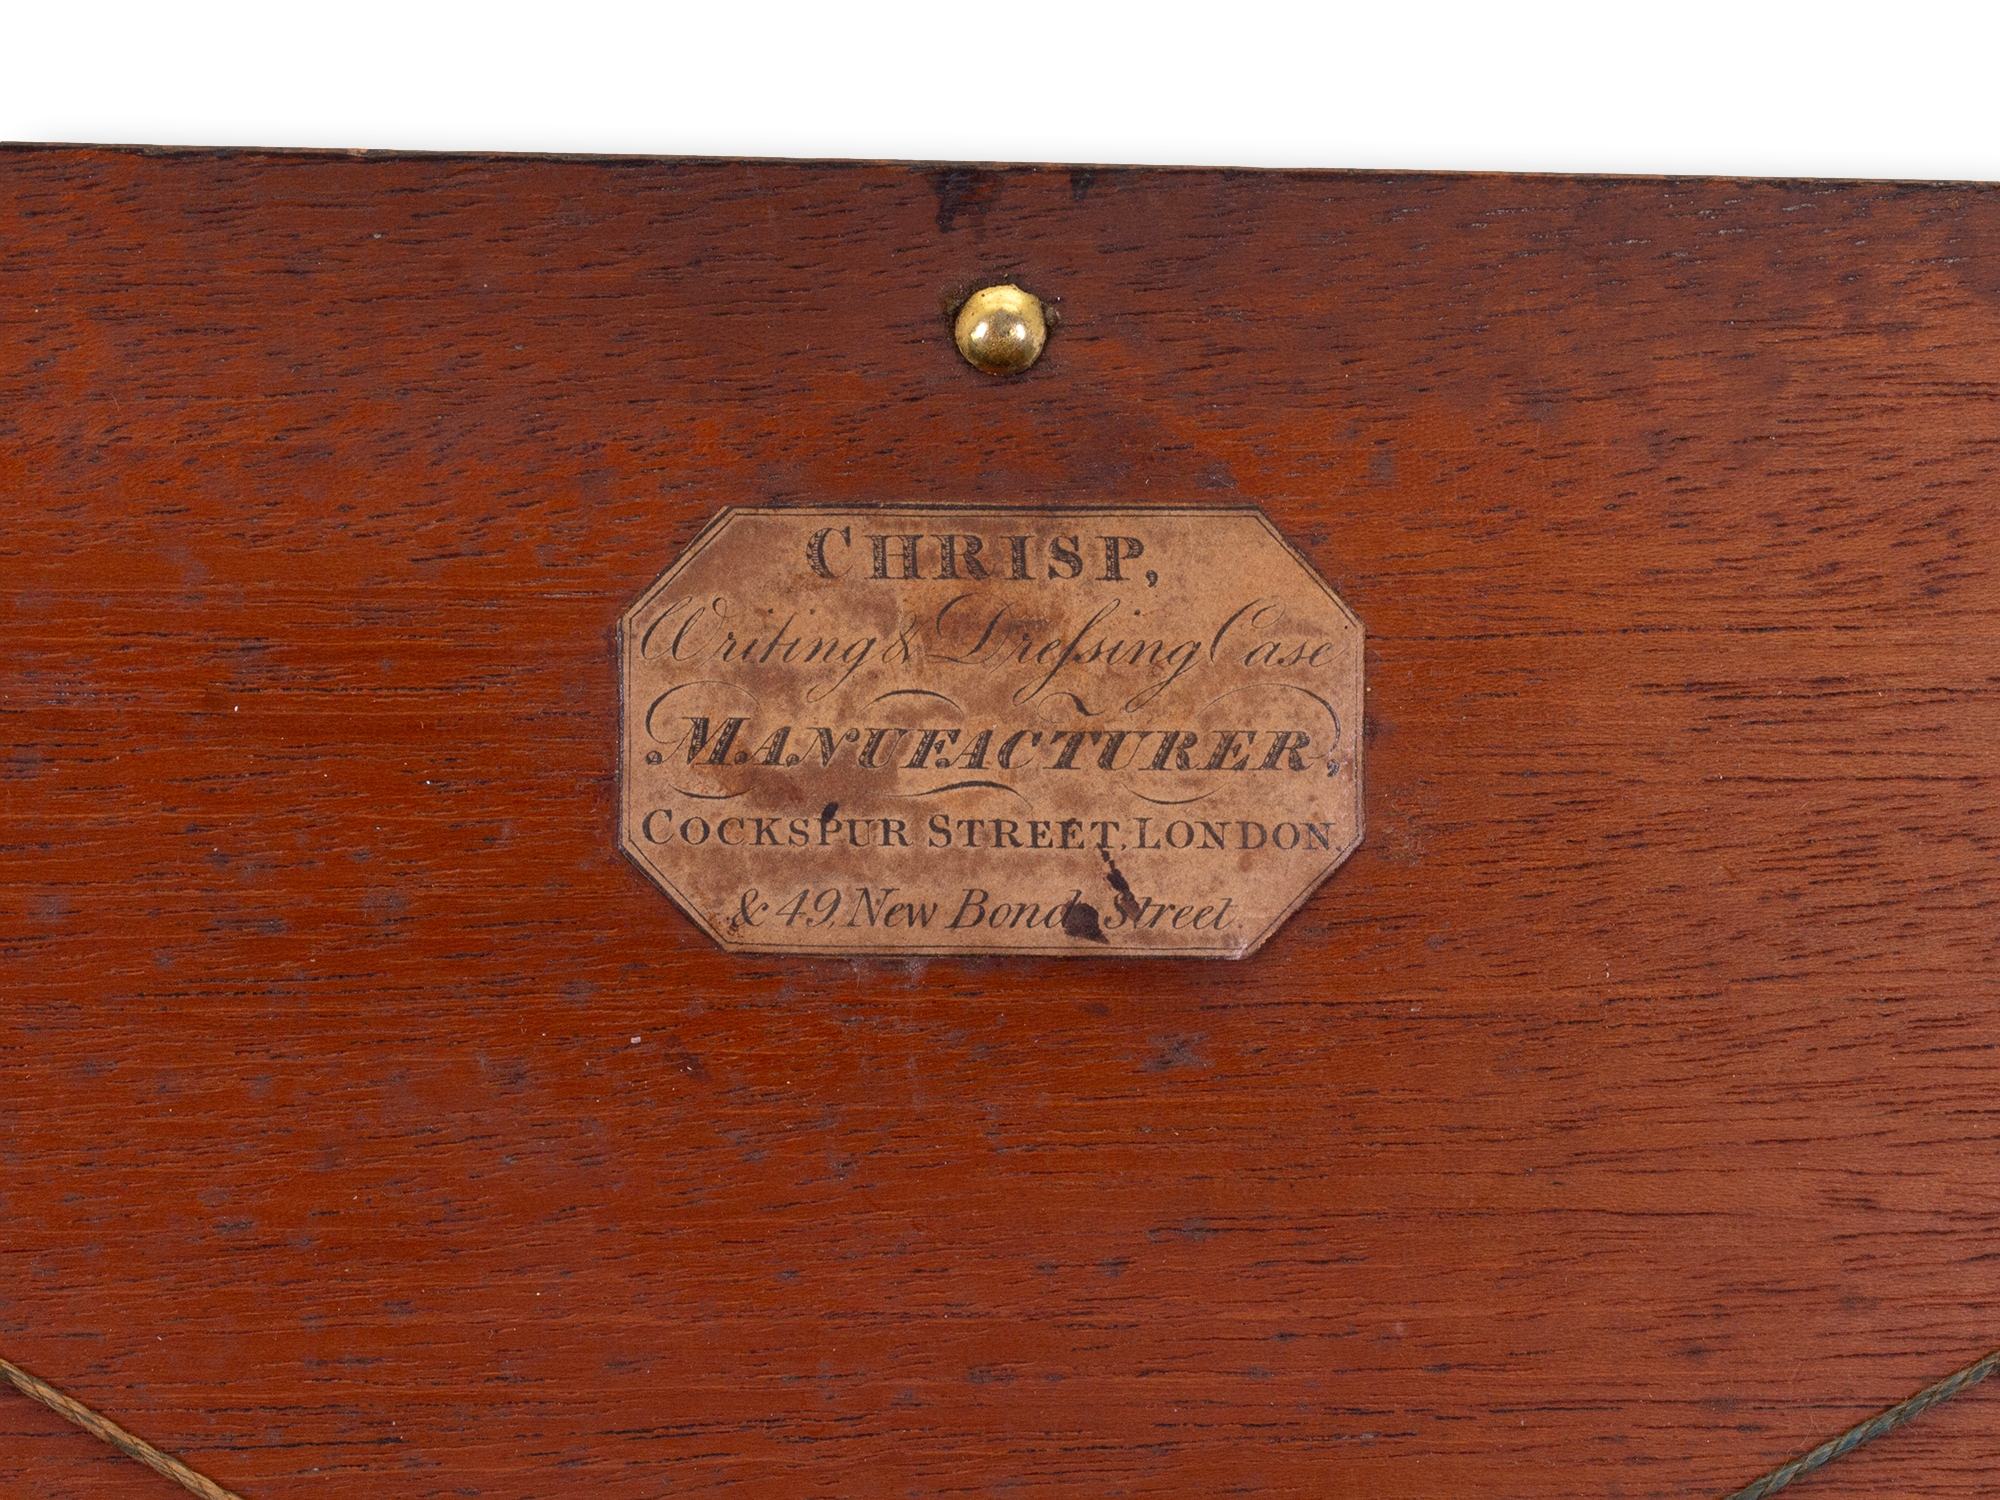 CHRISP,
Writing & Dreſsing Case
MANUFACTURER,
COCKSPUR STREET, LONDON,
& 49, New Bond Street.